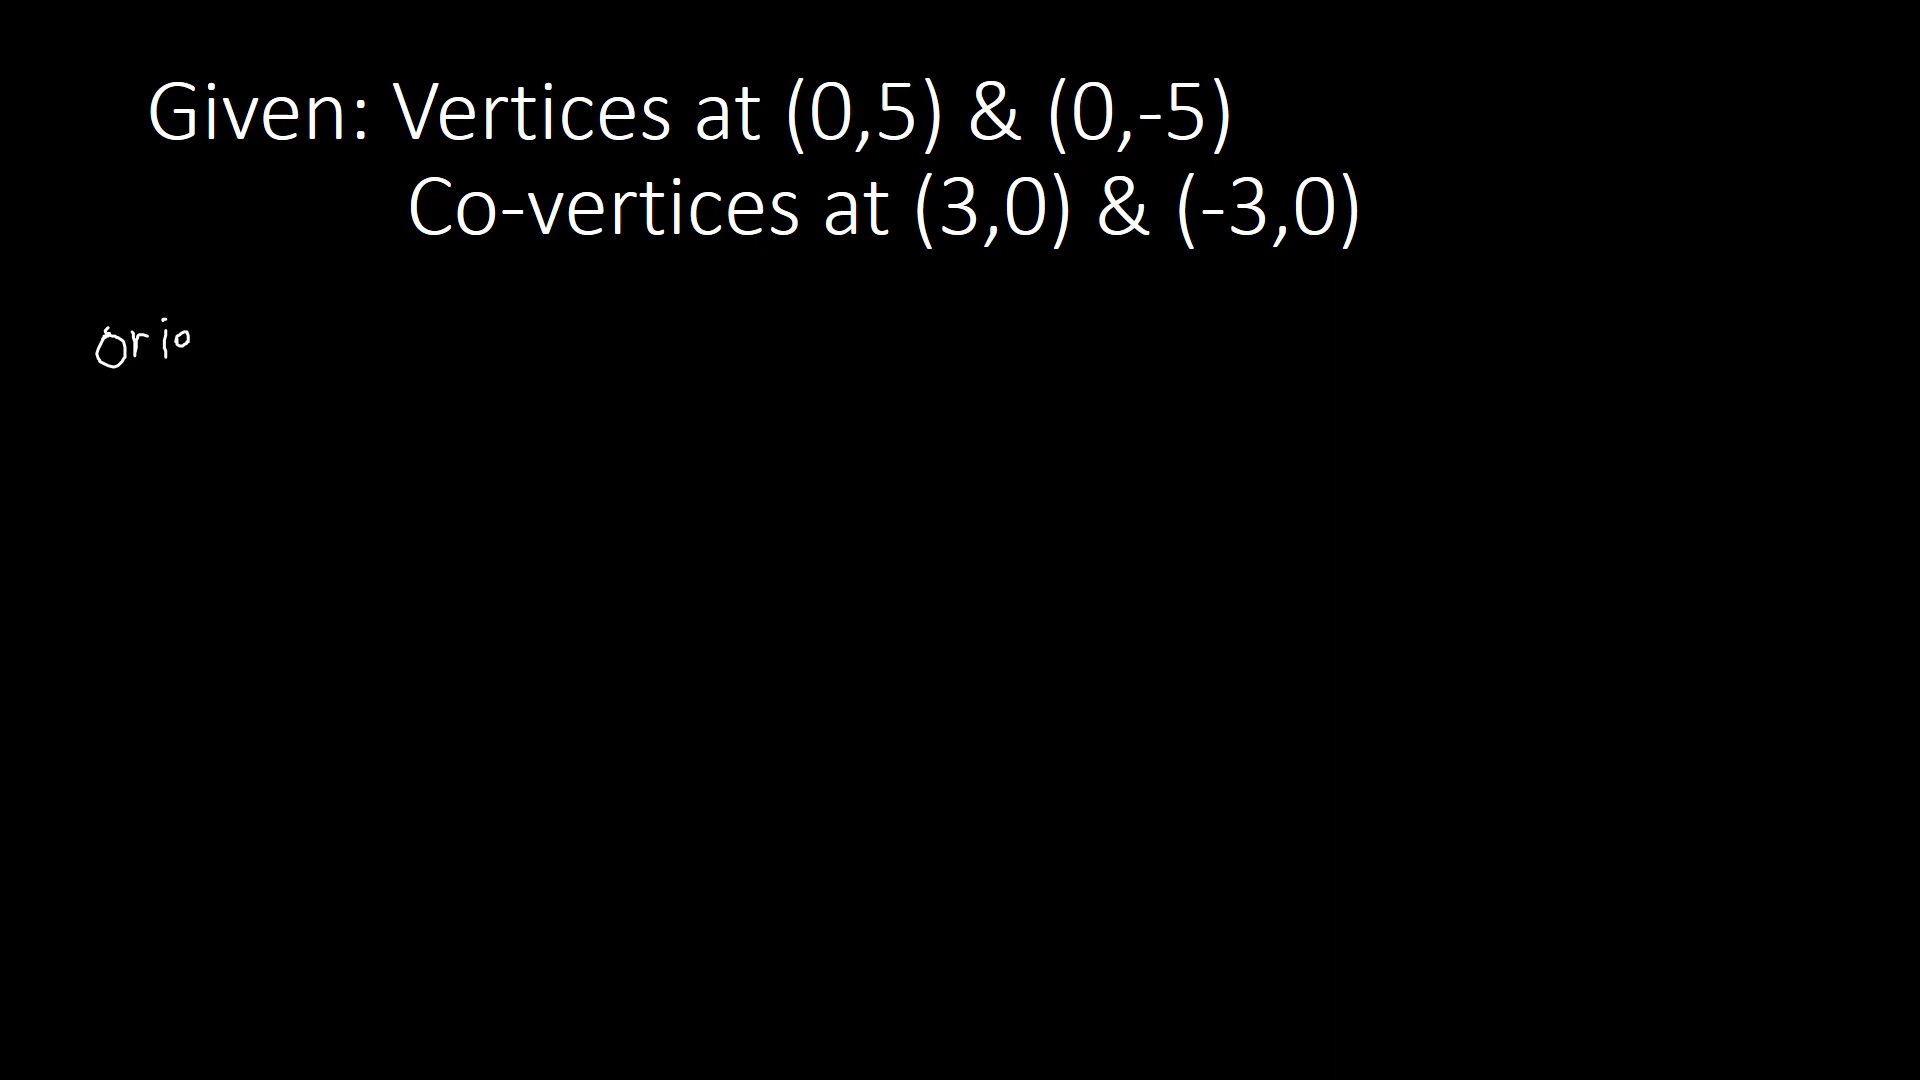 Given: Vertices at (0,5) & (0,-5)
Co-vertices at (3,0) & (-3,0)
orio